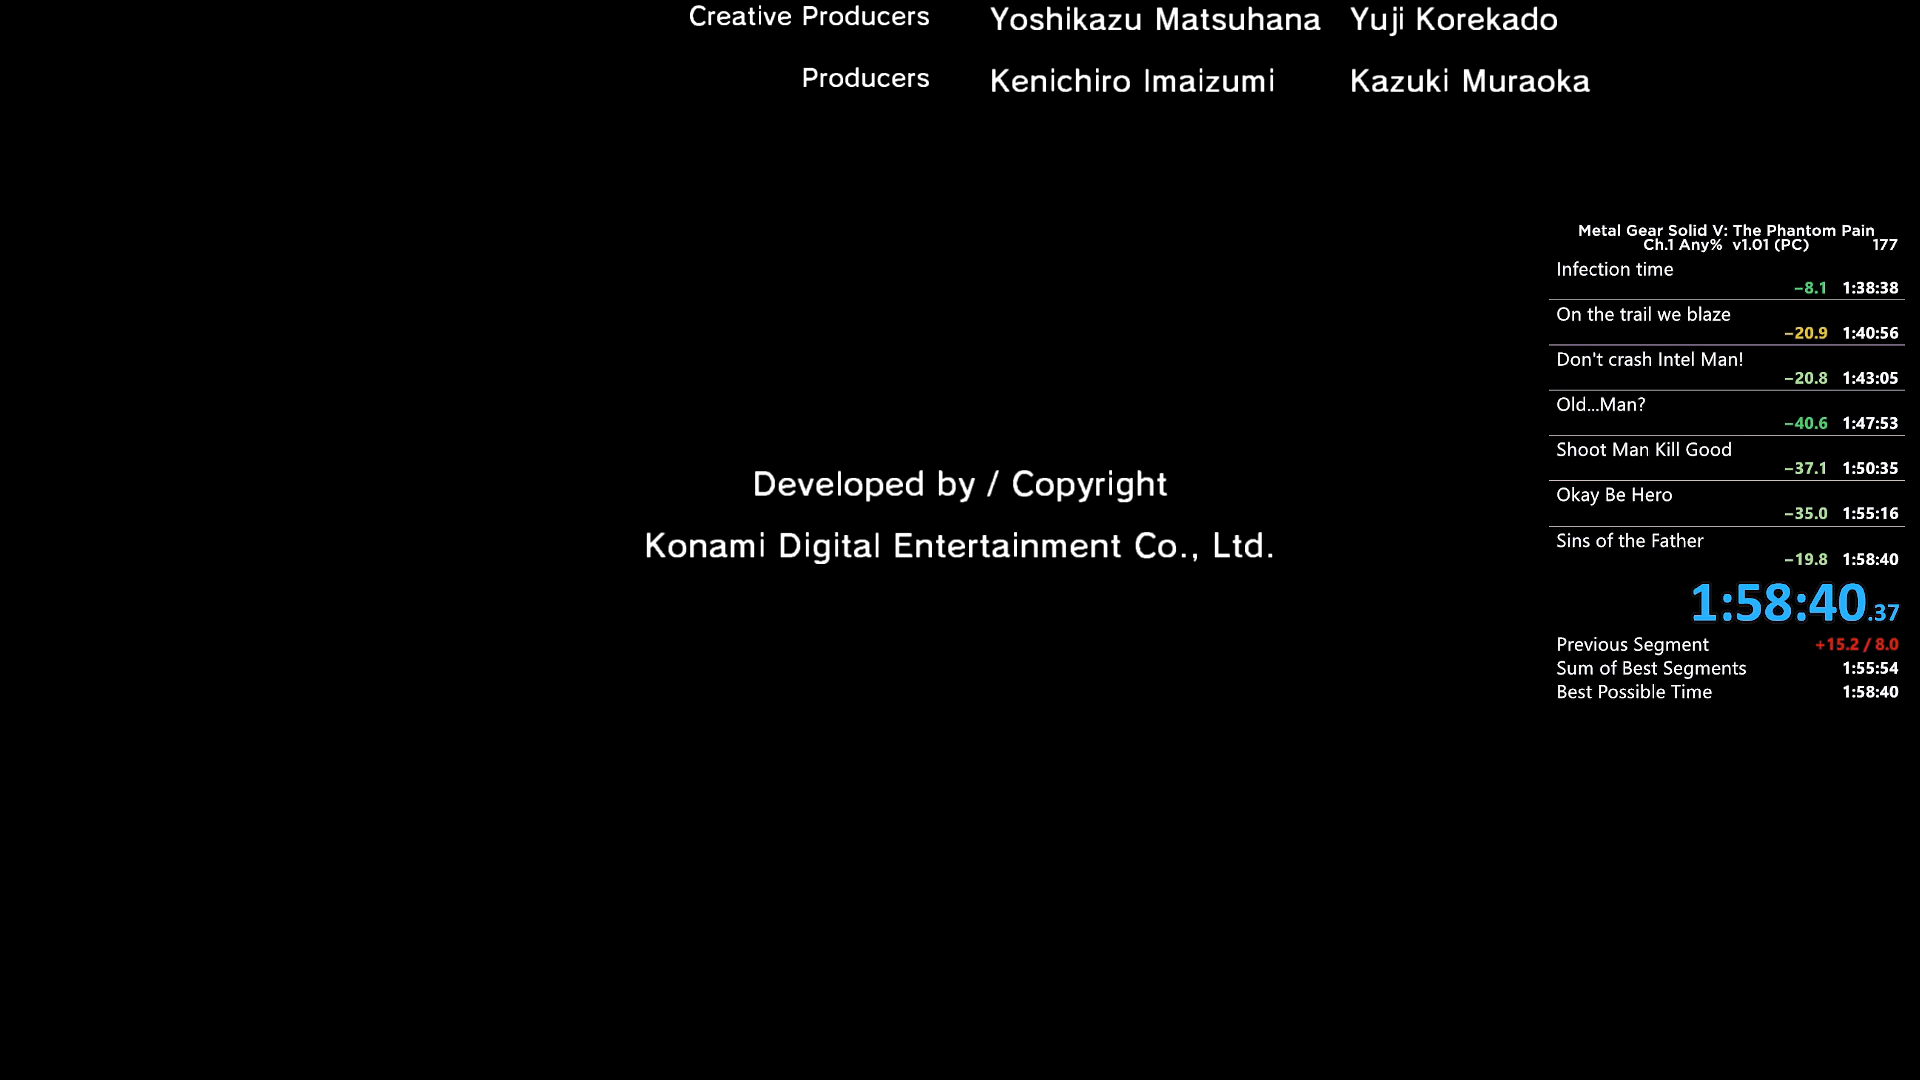 Creative Producers Yoshikazu Matsuhana Yuji Korekado
Producers Kenichiro Imaizumi Kazuki Muraoka
Developed by / Copyright
Konami Digital Entertainment Co., Ltd.
Metal Gear Solid V: The Phantom Pain
Ch.1 Any% v1.01 (PC) 177
Infection time
−8.1 1:38:38
On the trail we blaze
−20.9 1:40:56
Don't crash Intel Man!
−20.8 1:43:05
Old...Man?
−40.6 1:47:53
Shoot Man Kill Good
−37.1 1:50:35
Okay Be Hero
−35.0 1:55:16
Sins of the Father
−19.8 1:58:40
1:58:40.37
Previous Segment +15.2 / 8.0
Sum of Best Segments 1:55:54
Best Possible Time 1:58:40